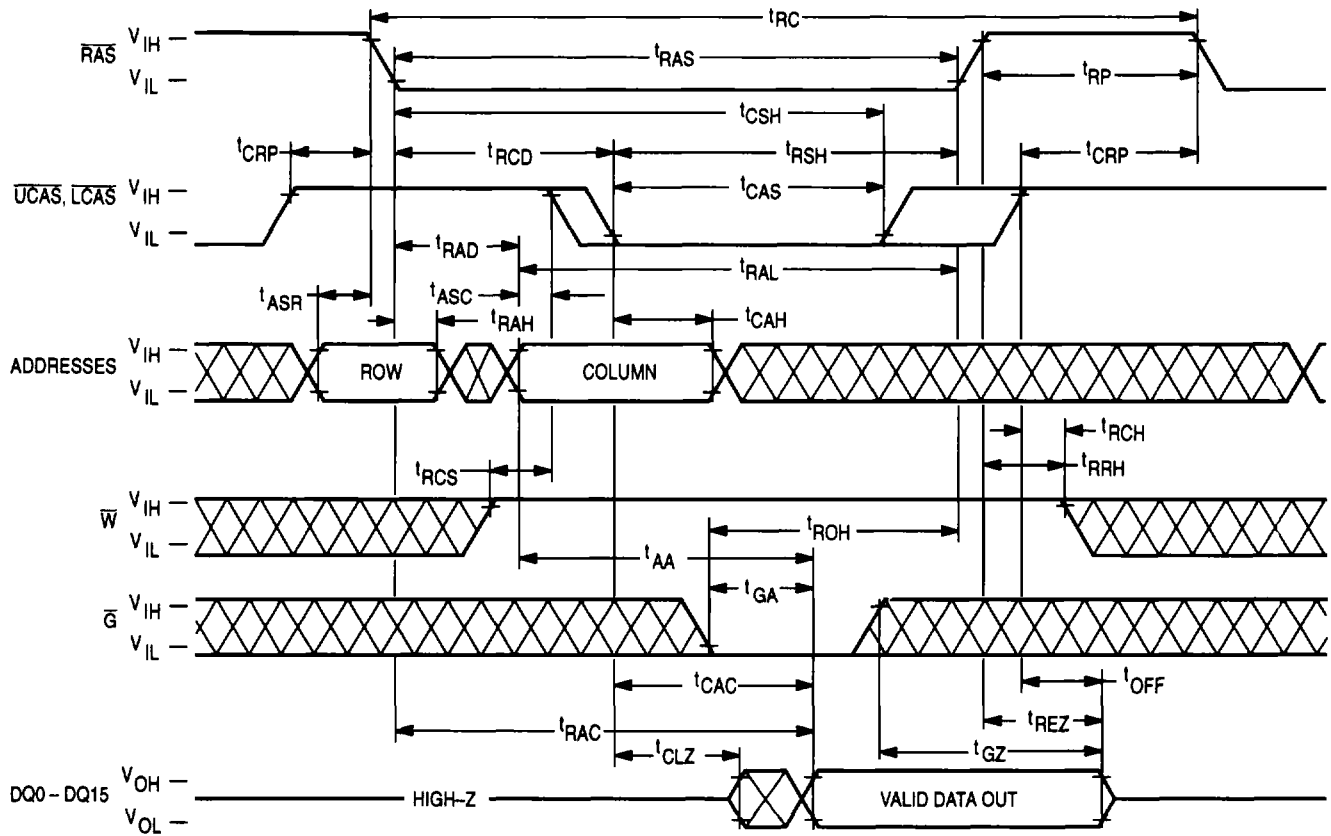 tRC
RAS VIH
VIL
tRAS
tRP
tCSH
tCRP
tRCD
tRSH
tCRP
UCAS, LCAS VIH
VIL
tCAS
tRAD
tRAL
tASR
tASC
tRAH
tCAH
ADDRESSES VIH
VIL
ROW
COLUMN
tRCH
tRRH
tRCS
W VIH
VIL
tROH
tAA
tGA
G VIH
VIL
tCAC
tOFF
tRAC
tREZ
tCLZ
tGZ
DQ0 – DQ15 VOH
VOL
HIGH–Z
VALID DATA OUT